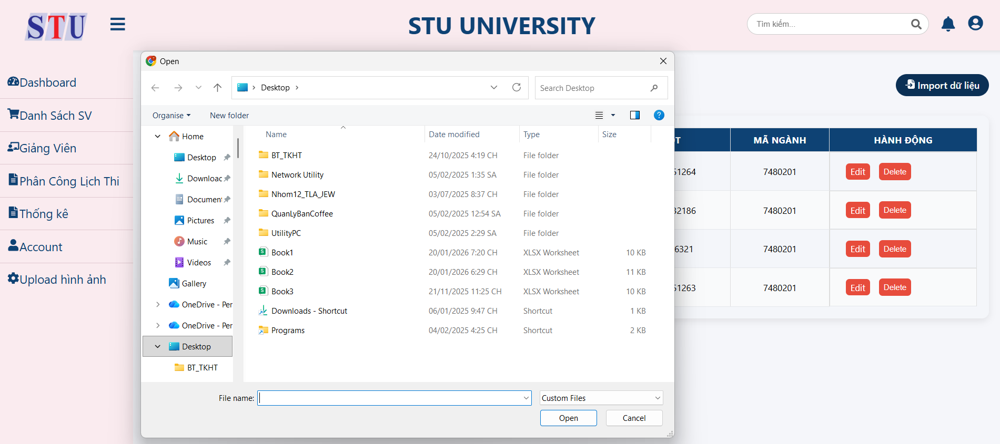 STU
STU UNIVERSITY
Tìm kiếm...
Dashboard
Danh Sách SV
Giảng Viên
Phân Công Lịch Thi
Thống kê
Account
Upload hình ảnh
Open
Desktop
Search Desktop
Organise
New folder
Home
Desktop
Downloac
Documen
Pictures
Music
Videos
Gallery
OneDrive - Per
OneDrive - Per
Desktop
BT_TKHT
Name Date modified Type Size
BT_TKHT 24/10/2025 4:19 CH File folder
Network Utility 05/02/2025 1:35 SA File folder
Nhom12_TLA_JEW 03/07/2025 8:37 CH File folder
QuanLyBanCoffee 05/02/2025 12:54 SA File folder
UtilityPC 05/02/2025 2:29 SA File folder
Book1 20/01/2026 7:20 CH XLSX Worksheet 10 KB
Book2 20/01/2026 6:29 CH XLSX Worksheet 11 KB
Book3 21/11/2025 11:25 CH XLSX Worksheet 10 KB
Downloads - Shortcut 06/01/2025 9:47 CH Shortcut 1 KB
Programs 04/02/2025 4:25 CH Shortcut 2 KB
File name:
Custom Files
Open Cancel
Import dữ liệu
MÃ NGÀNH HÀNH ĐỘNG
1264 7480201 Edit Delete
32186 7480201 Edit Delete
6321 7480201 Edit Delete
1263 7480201 Edit Delete